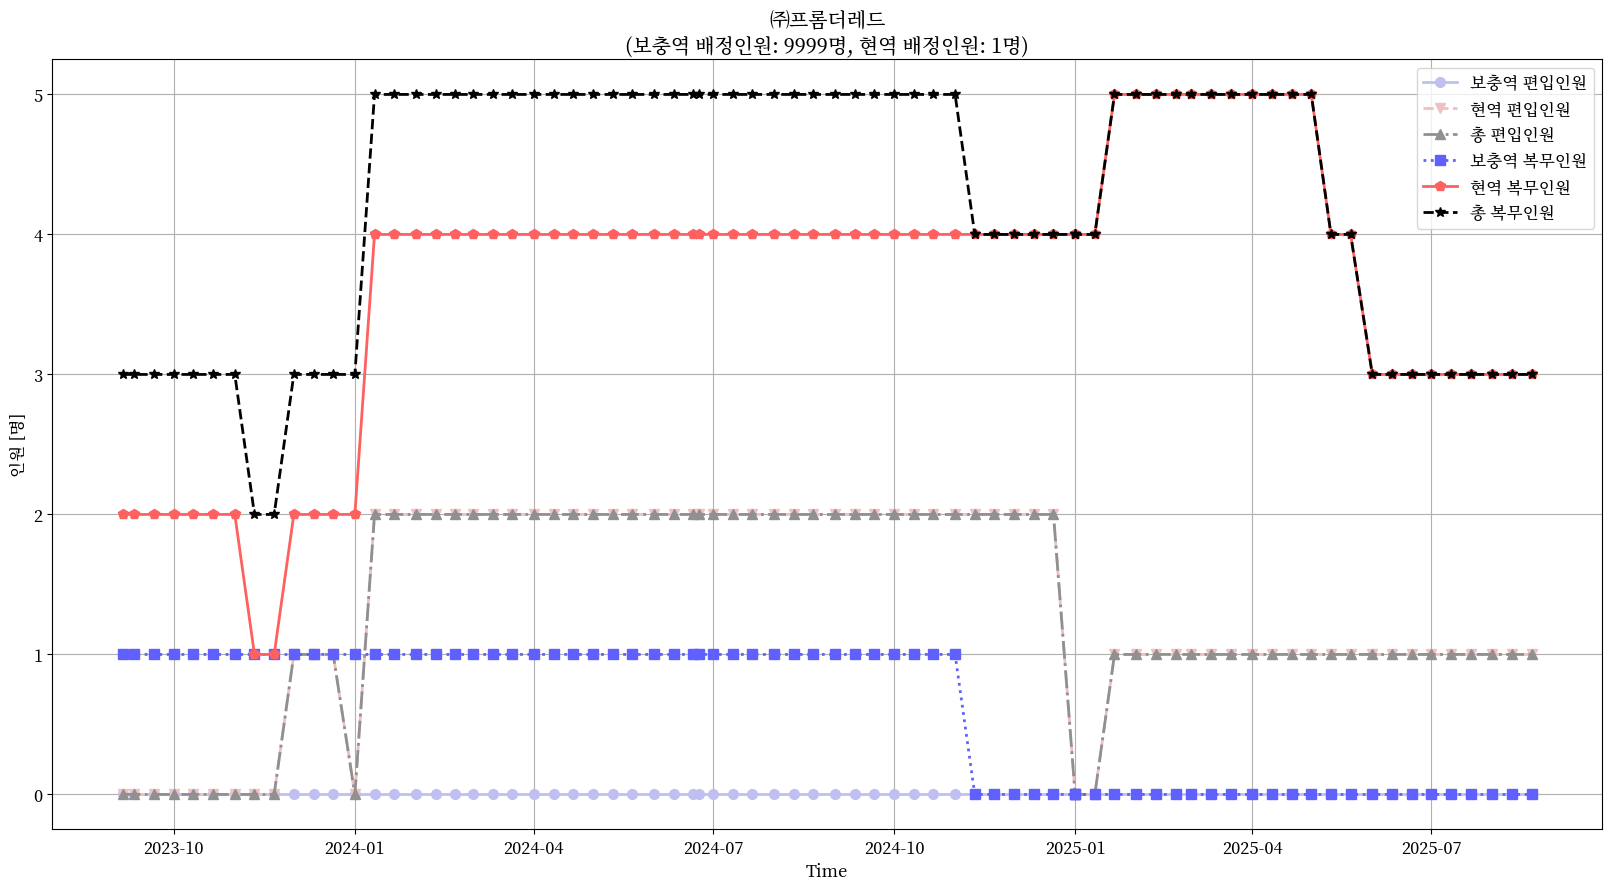 ㈜프롬더레드
(보충역 배정인원: 9999명, 현역 배정인원: 1명)
보충역 편입인원
현역 편입인원
총 편입인원
보충역 복무인원
현역 복무인원
총 복무인원
인원 [명]
5
4
3
2
1
0
2023-10
2024-01
2024-04
2024-07
2024-10
2025-01
2025-04
2025-07
Time